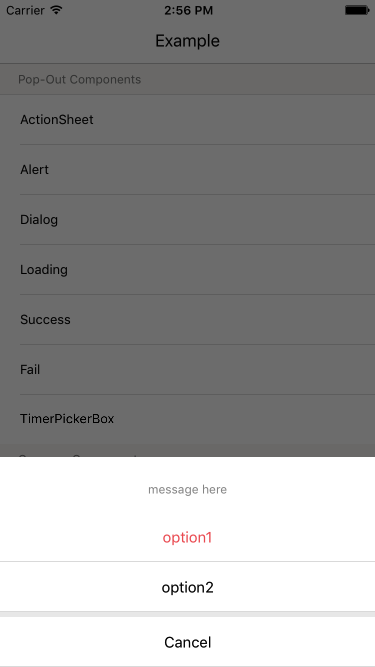 Carrier 2:56 PM
Example
Pop-Out Components
ActionSheet
Alert
Dialog
Loading
Success
Fail
TimerPickerBox
message here
option1
option2
Cancel